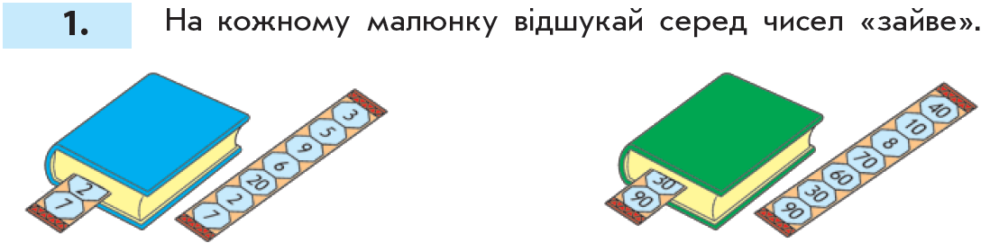 1. На кожному малюнку відшукай серед чисел «зайве».
7 2
7 2 20 6 9 5 3
90 30
90 30 60 70 8 10 40